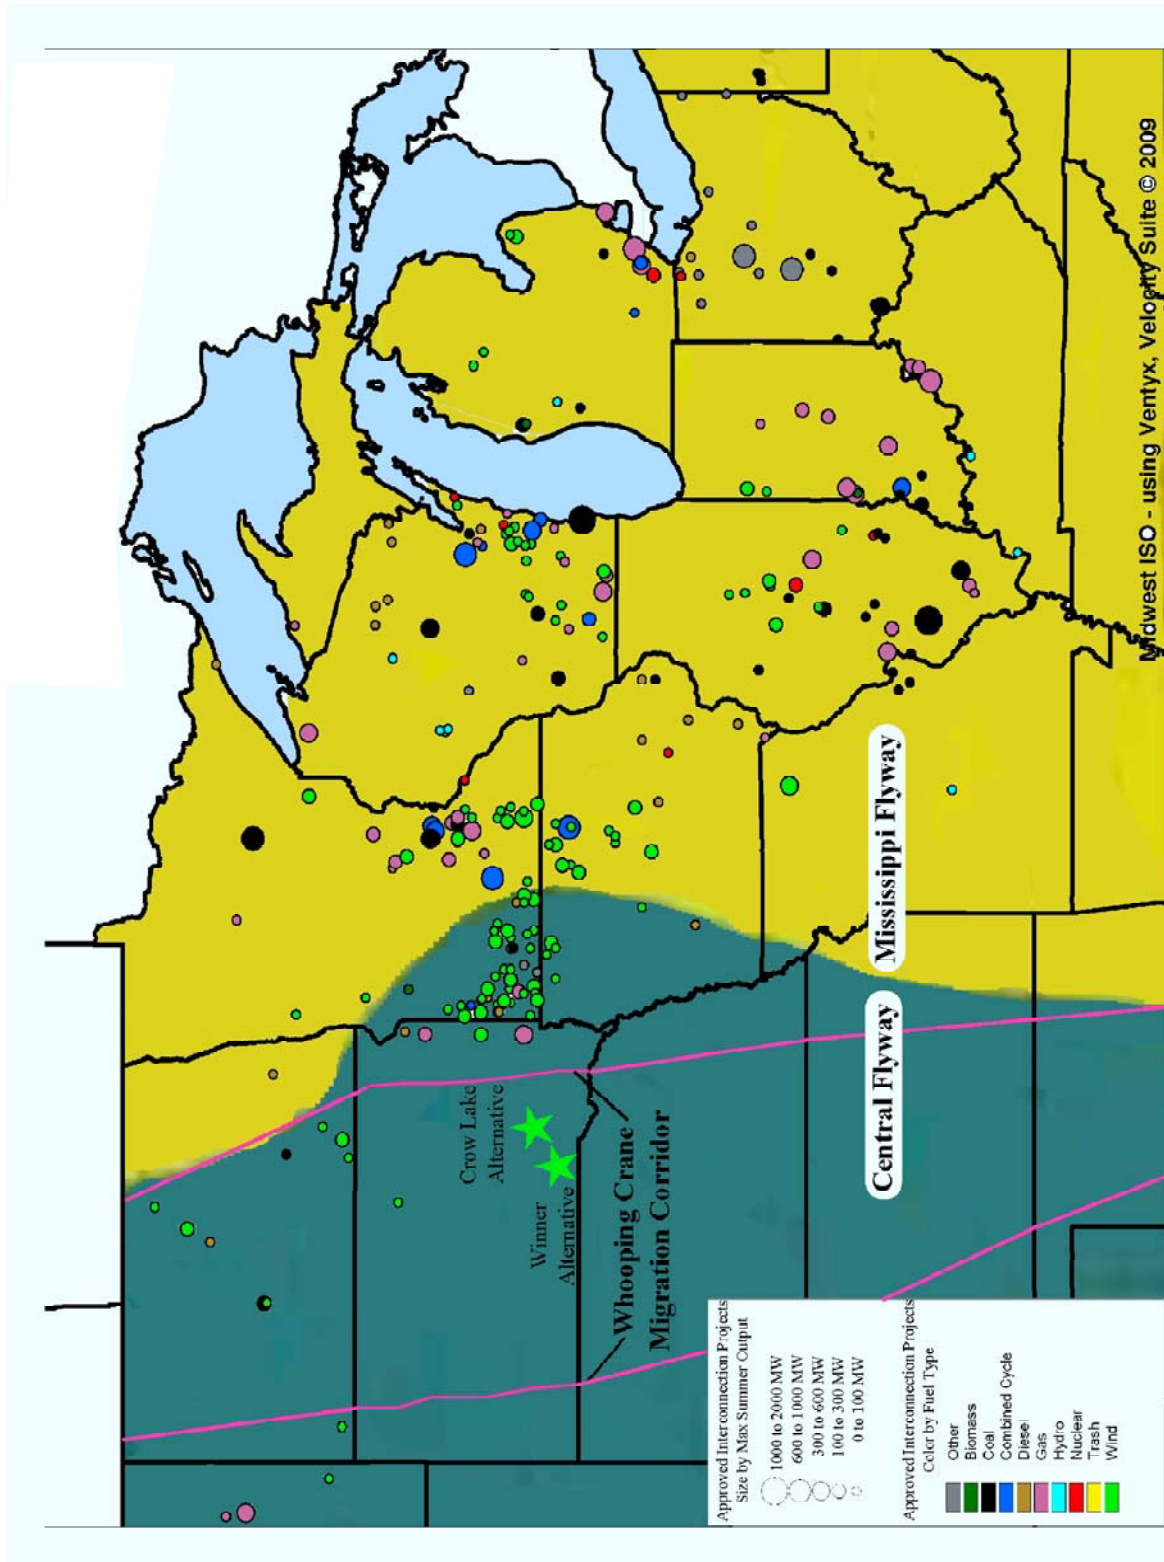 Crow Lake
Alternative
Winner
Alternative
Whooping Crane
Migration Corridor
Central Flyway
Mississippi Flyway
Approved Interconnection Projects
Size by Max Summer Output
1000 to 2000 MW
600 to 1000 MW
300 to 600 MW
100 to 300 MW
0 to 100 MW
Approved Interconnection Projects
Color by Fuel Type
Other
Biomass
Coal
Combined Cycle
Diesel
Gas
Hydro
Nuclear
Trash
Wind
Midwest ISO - using Ventyx, Velocity Suite © 2009